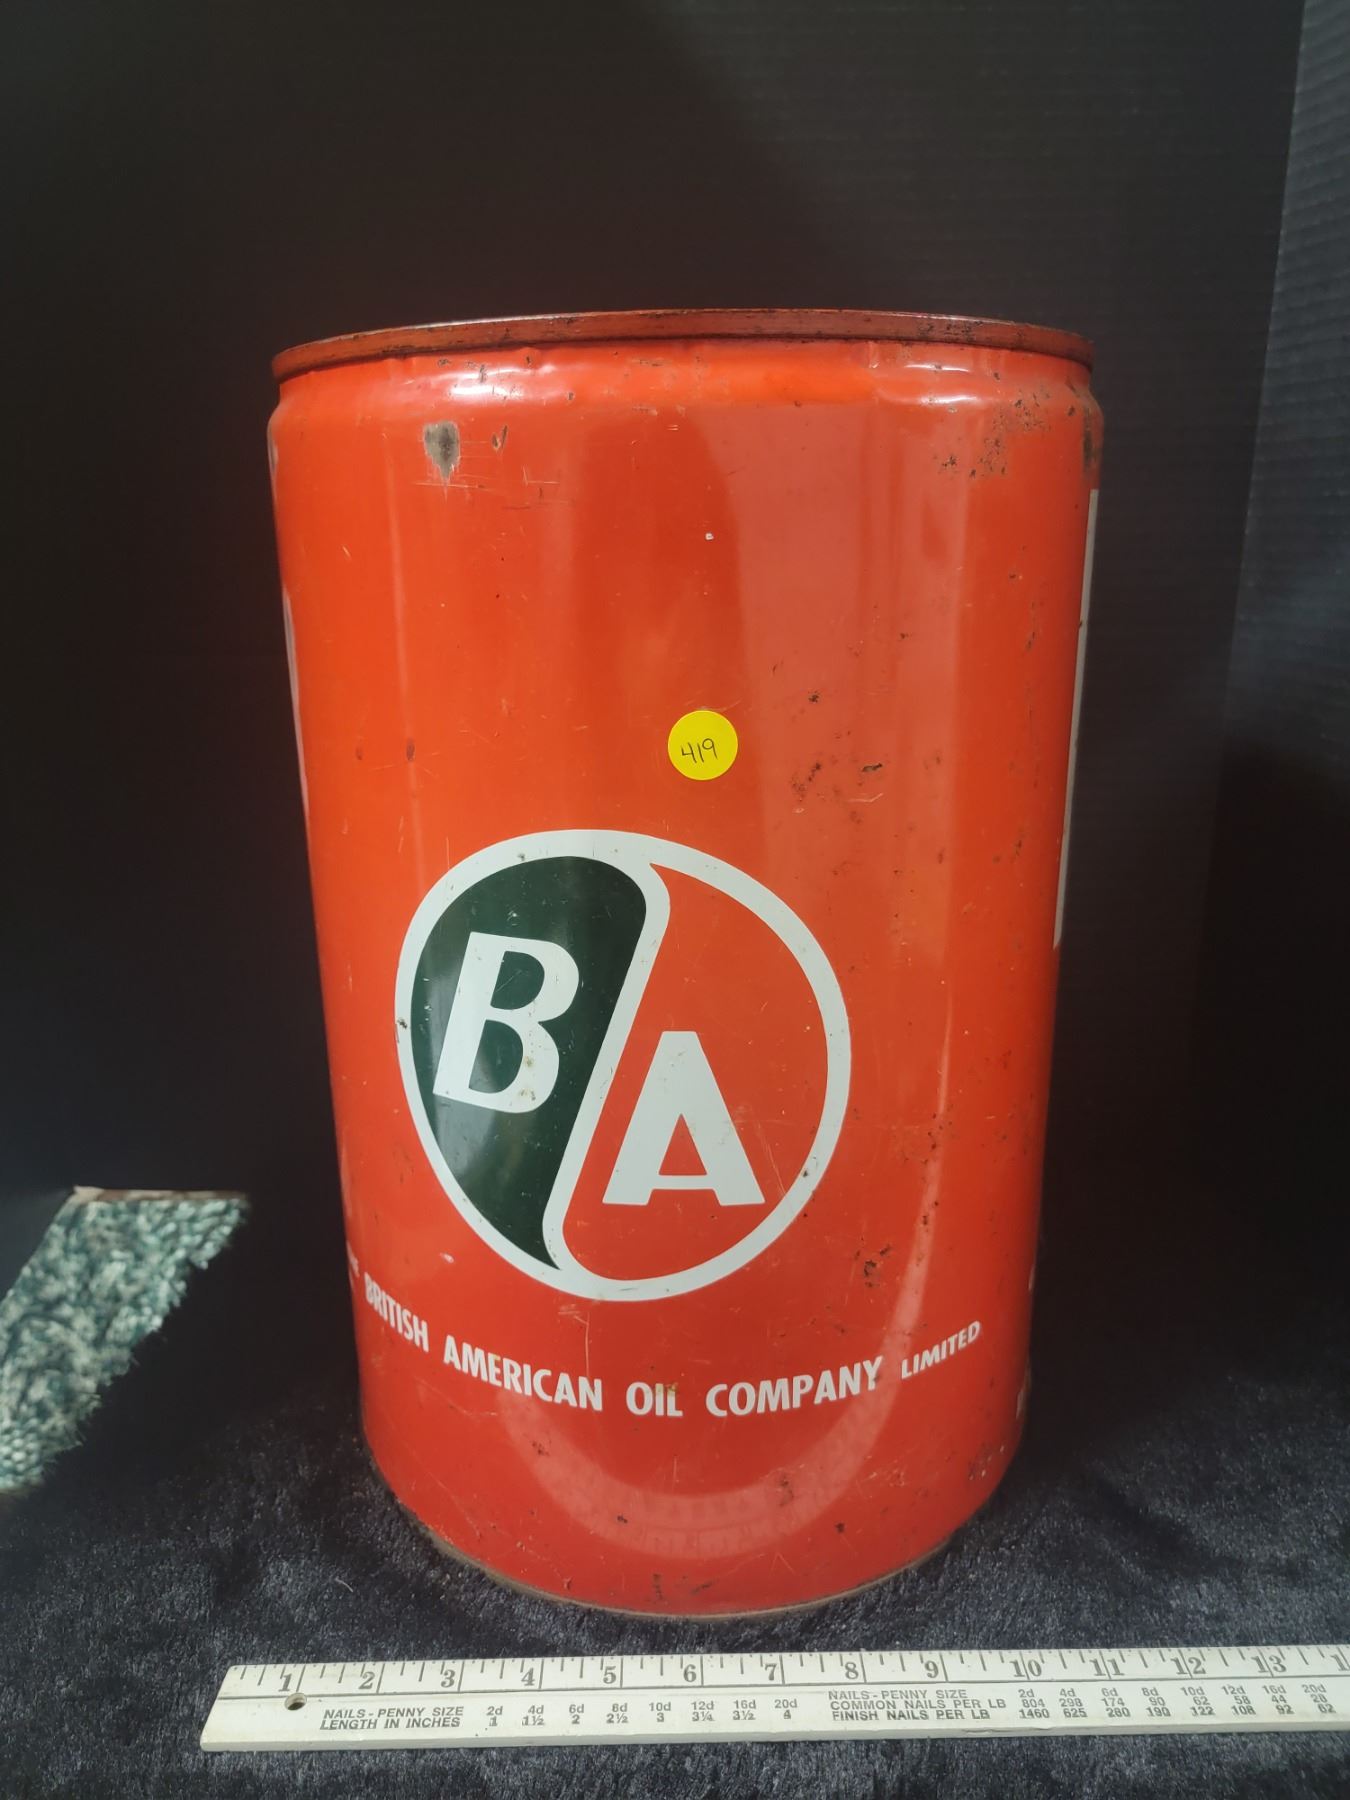 419
B A
THE BRITISH AMERICAN OIL COMPANY LIMITED
1 2 3 4 5 6 7 8 9 10 11 12 13
NAILS - PENNY SIZE 2d 4d 6d 8d 10d 12d 16d 20d
LENGTH IN INCHES 1 1½ 2 2½ 3 3¼ 3½ 4
NAILS - PENNY SIZE 2d 4d 6d 8d 10d 12d 16d 20d
COMMON NAILS PER LB 804 298 174 90 62 58 44 28
FINISH NAILS PER LB 1460 625 280 190 122 108 92 62